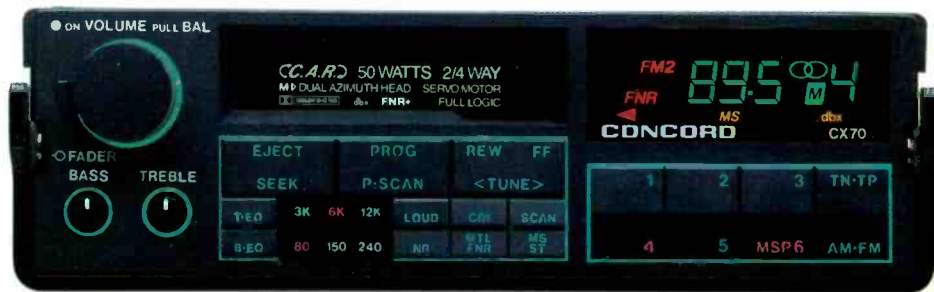 ON VOLUME PULL BAL
C.A.R. 50 WATTS 2/4 WAY
M DUAL AZIMUTH HEAD SERVO MOTOR
dbx FNR+ FULL LOGIC
FM2 89.5 4
FNR M
MS dbx
CONCORD CX70
FADER
BASS TREBLE
EJECT PROG REW FF
SEEK P.SCAN <TUNE>
T·EQ 3K 6K 12K LOUD SCAN
B·EQ 80 150 240 NR MTL FNR MS ST
1 2 3 TN·TP
4 5 MSP6 AM·FM